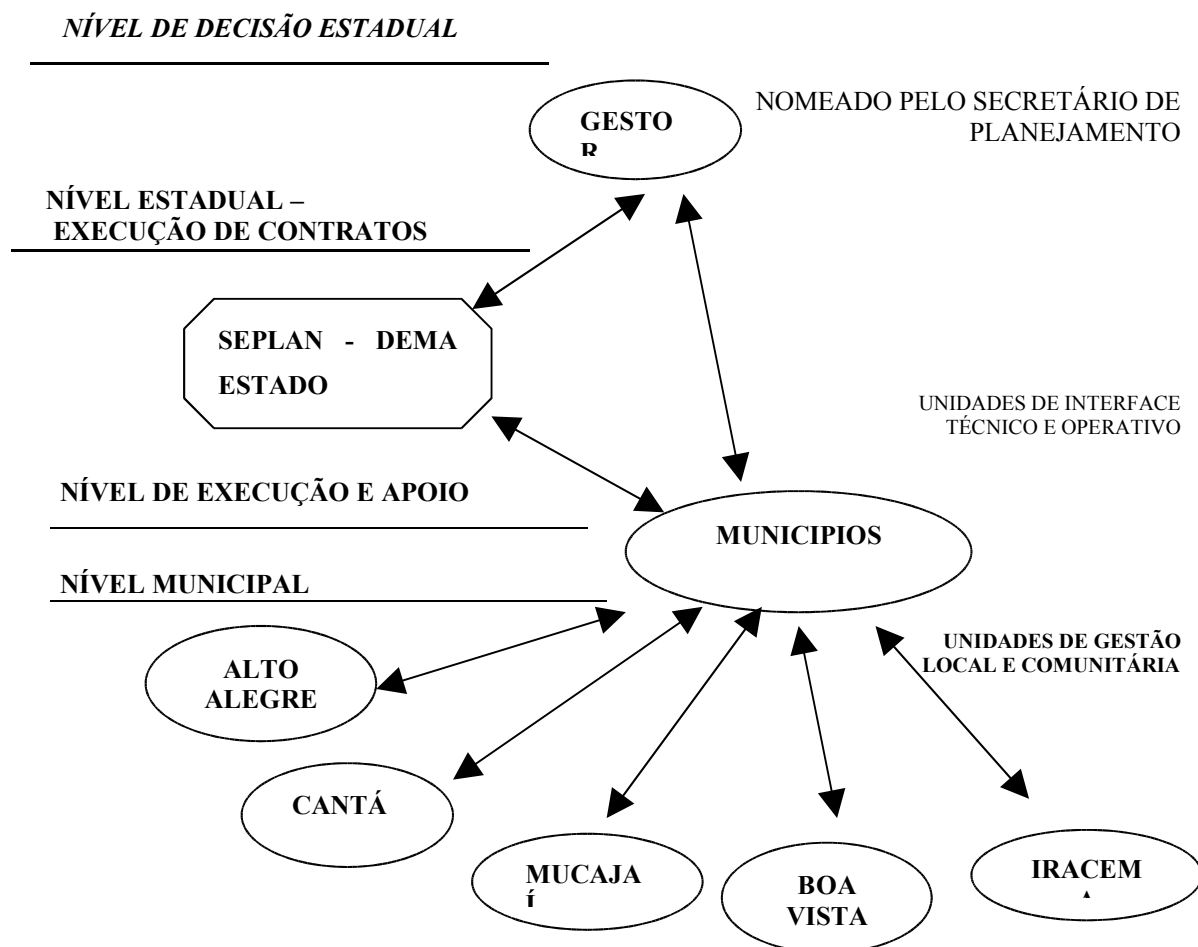 NÍVEL DE DECISÃO ESTADUAL
NOMEADO PELO SECRETÁRIO DE
PLANEJAMENTO
GESTO
R
NÍVEL ESTADUAL –
EXECUÇÃO DE CONTRATOS
SEPLAN - DEMA
ESTADO
UNIDADES DE INTERFACE
TÉCNICO E OPERATIVO
NÍVEL DE EXECUÇÃO E APOIO
MUNICIPIOS
NÍVEL MUNICIPAL
UNIDADES DE GESTÃO
LOCAL E COMUNITÁRIA
ALTO
ALEGRE
CANTÁ
MUCAJA
Í
BOA
VISTA
IRACEM